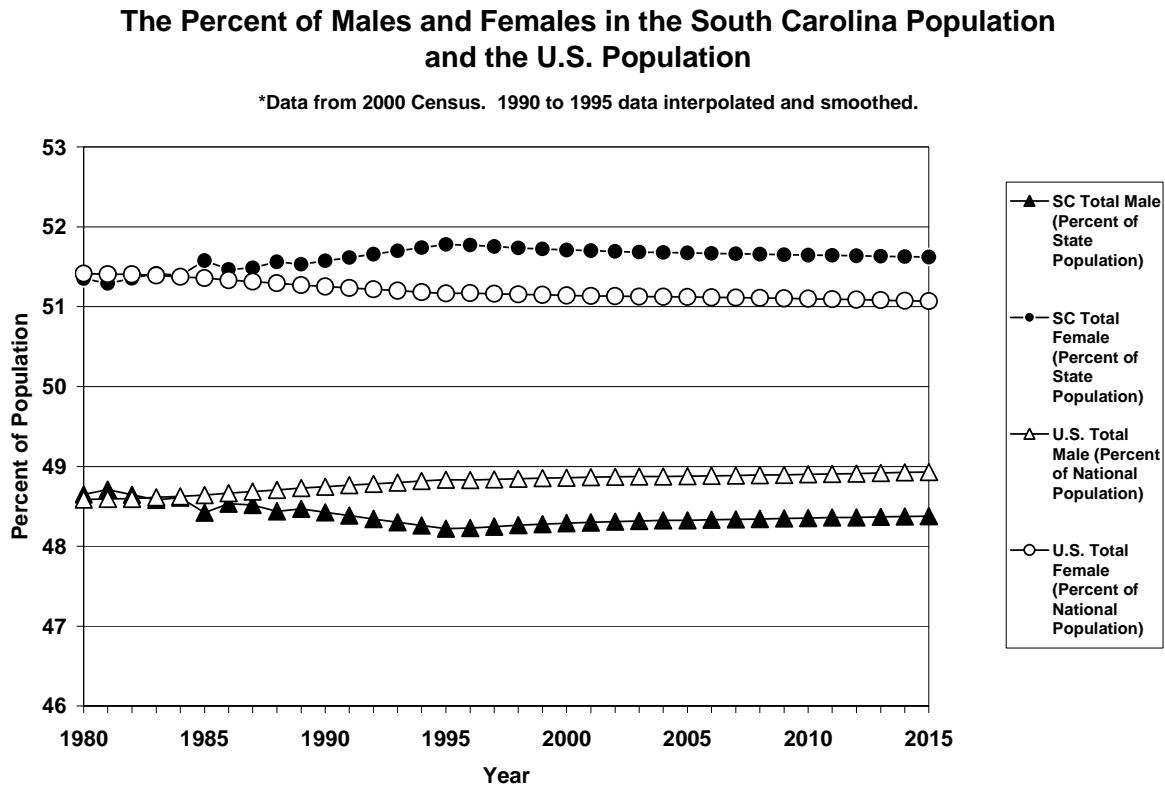 The Percent of Males and Females in the South Carolina Population
and the U.S. Population
*Data from 2000 Census.  1990 to 1995 data interpolated and smoothed.
Percent of Population
53
52
51
50
49
48
47
46
1980
1985
1990
1995
2000
2005
2010
2015
Year
SC Total Male
(Percent of
State
Population)
SC Total
Female
(Percent of
State
Population)
U.S. Total
Male (Percent
of National
Population)
U.S. Total
Female
(Percent of
National
Population)